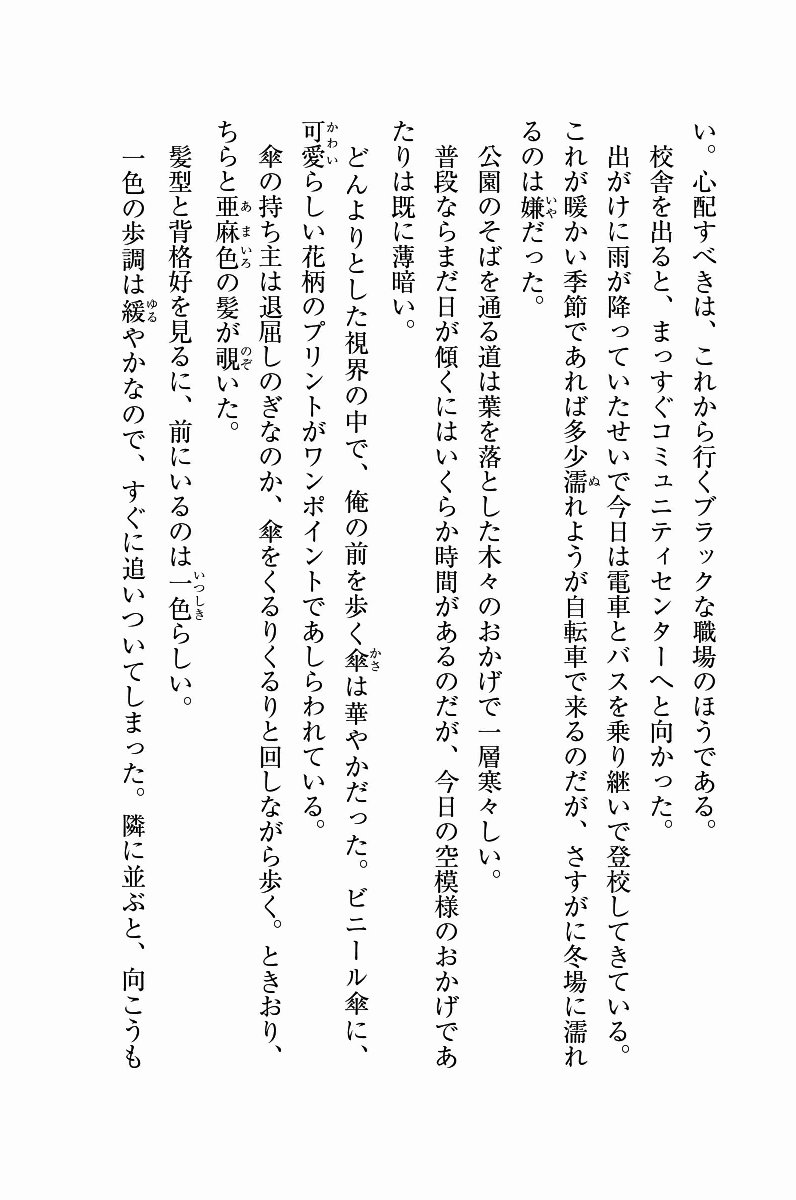 い。心配すべきは、これから行くブラックな職場のほうである。
校舎を出ると、まっすぐコミュニティセンターへと向かった。
出がけに雨が降っていたせいで今日は電車とバスを乗り継いで登校してきている。
これが暖かい季節であれば多少濡れようが自転車で来るのだが、さすがに冬場に濡れ
るのは嫌だった。
公園のそばを通る道は葉を落とした木々のおかげで一層寒々しい。
普段ならまだ日が傾くにはいくらか時間があるのだが、今日の空模様のおかげであ
たりは既に薄暗い。
どんよりとした視界の中で、俺の前を歩く傘は華やかだった。ビニール傘に、
可愛らしい花柄のプリントがワンポイントであしらわれている。
傘の持ち主は退屈しのぎなのか、傘をくるりくるりと回しながら歩く。ときおり、
ちらと亜麻色の髪が覗いた。
髪型と背格好を見るに、前にいるのは一色らしい。
一色の歩調は緩やかなので、すぐに追いついてしまった。隣に並ぶと、向こうも